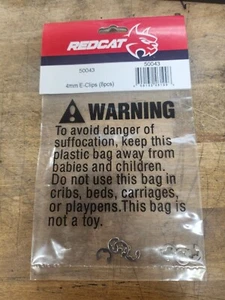 REDCAT
50043
50043
4mm E-Clips (8pcs)
WARNING
To avoid danger of
suffocation, keep this
plastic bag away from
babies and children.
Do not use this bag in
cribs, beds, carriages,
or playpens.This bag is
not a toy.